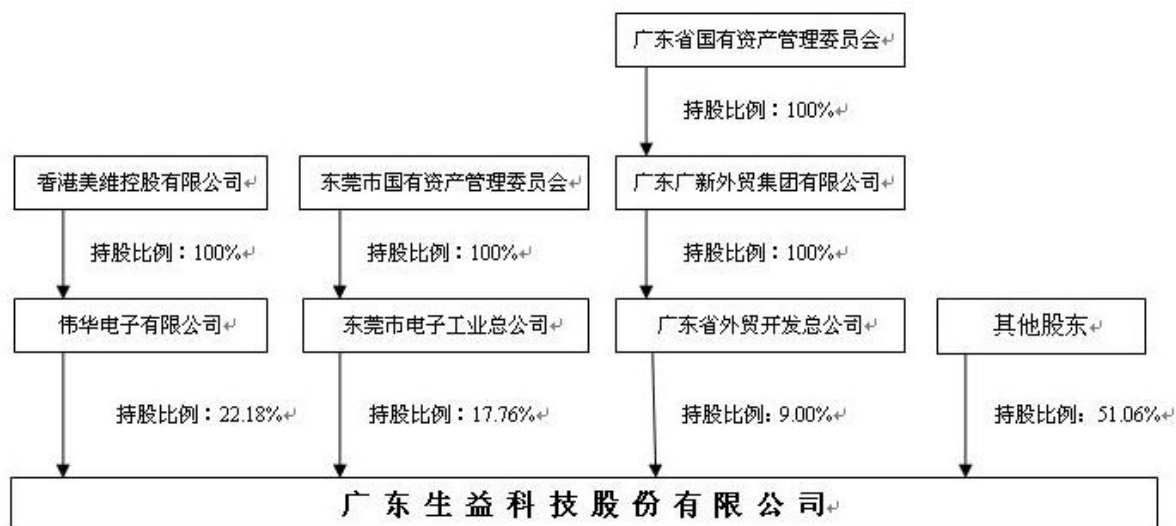 广东省国有资产管理委员会
持股比例：100%
香港美维控股有限公司
东莞市国有资产管理委员会
广东广新外贸集团有限公司
持股比例：100%
持股比例：100%
持股比例：100%
伟华电子有限公司
东莞市电子工业总公司
广东省外贸开发总公司
其他股东
持股比例：22.18%
持股比例：17.76%
持股比例：9.00%
持股比例：51.06%
广东生益科技股份有限公司